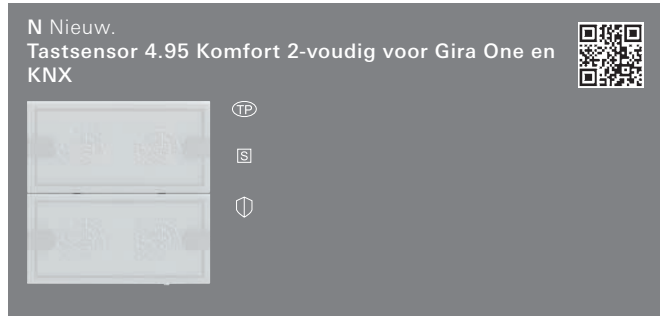 N Nieuw.
Tastsensor 4.95 Komfort 2-voudig voor Gira One en
KNX
TP
S